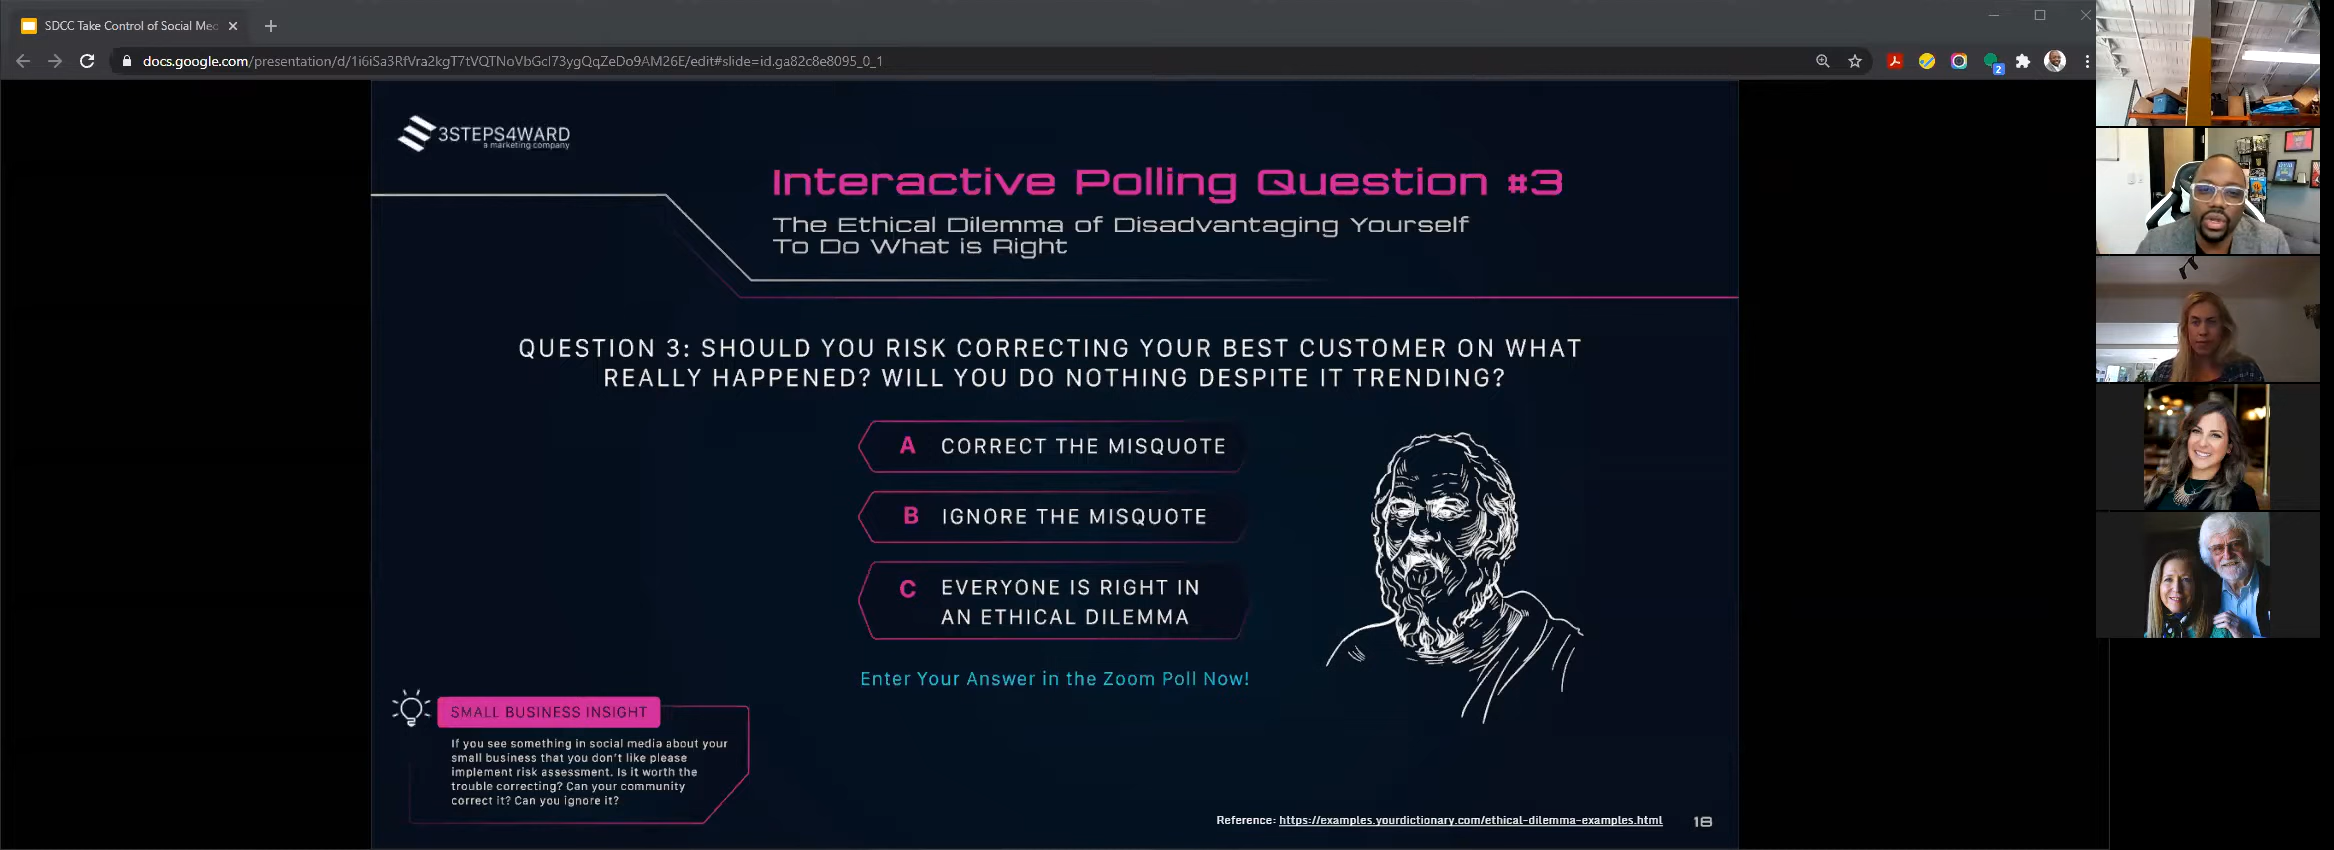 SDCC Take Control of Social Med
docs.google.com/presentation/d/1i6iSa3RfVra2kgT7tVQTNoVbGcI73ygQqZeDo9AM26E/edit#slide=id.ga82c8e8095_0_1
2
3STEPS4WARD
a marketing company
Interactive Polling Question #3
The Ethical Dilemma of Disadvantaging Yourself
To Do What is Right
QUESTION 3: SHOULD YOU RISK CORRECTING YOUR BEST CUSTOMER ON WHAT
REALLY HAPPENED? WILL YOU DO NOTHING DESPITE IT TRENDING?
A CORRECT THE MISQUOTE
B IGNORE THE MISQUOTE
C EVERYONE IS RIGHT IN
AN ETHICAL DILEMMA
Enter Your Answer in the Zoom Poll Now!
SMALL BUSINESS INSIGHT
If you see something in social media about your
small business that you don't like please
implement risk assessment. Is it worth the
trouble correcting? Can your community
correct it? Can you ignore it?
Reference: https://examples.yourdictionary.com/ethical-dilemma-examples.html
18